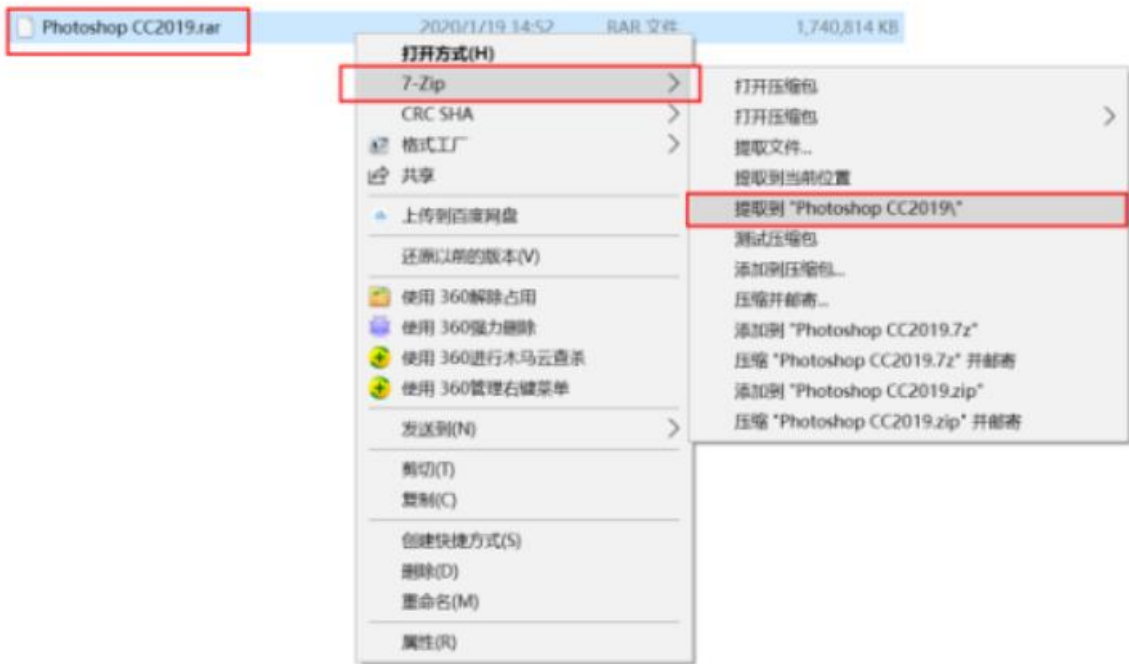 Photoshop CC2019.rar 2020/1/19 14:52 RAR 文件 1,740,814 KB
打开方式(H)
7-Zip
CRC SHA
格式工厂
共享
上传到百度网盘
还原以前的版本(V)
使用 360解除占用
使用 360强力删除
使用 360进行木马云查杀
使用 360管理右键菜单
发送到(N)
剪切(T)
复制(C)
创建快捷方式(S)
删除(D)
重命名(M)
属性(R)
打开压缩包
打开压缩包
提取文件...
提取到当前位置
提取到 "Photoshop CC2019\"
测试压缩包
添加到压缩包...
压缩并邮寄...
添加到 "Photoshop CC2019.7z"
压缩 "Photoshop CC2019.7z" 并邮寄
添加到 "Photoshop CC2019.zip"
压缩 "Photoshop CC2019.zip" 并邮寄